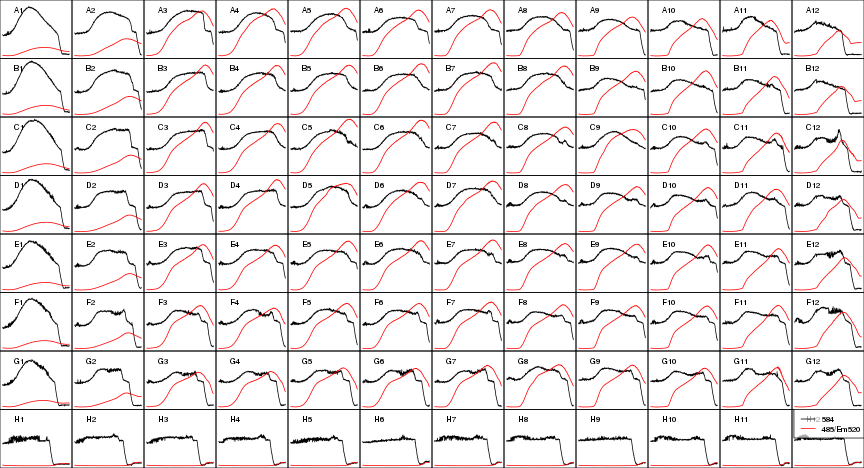 A1 A2 A3 A4 A5 A6 A7 A8 A9 A10 A11 A12
B1 B2 B3 B4 B5 B6 B7 B8 B9 B10 B11 B12
C1 C2 C3 C4 C5 C6 C7 C8 C9 C10 C11 C12
D1 D2 D3 D4 D5 D6 D7 D8 D9 D10 D11 D12
E1 E2 E3 E4 E5 E6 E7 E8 E9 E10 E11 E12
F1 F2 F3 F4 F5 F6 F7 F8 F9 F10 F11 F12
G1 G2 G3 G4 G5 G6 G7 G8 G9 G10 G11 G12
H1 H2 H3 H4 H5 H6 H7 H8 H9 H10 H11 H12
584
485/Em520